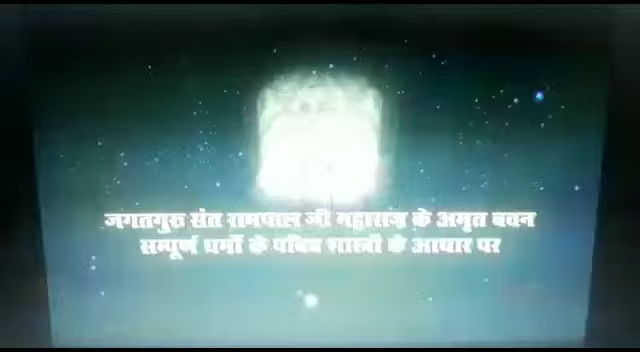 जगतगुरु संत रामपाल जी महाराज के अमृत वचन
सम्पूर्ण धर्मों के पवित्र शास्त्रों के आधार पर